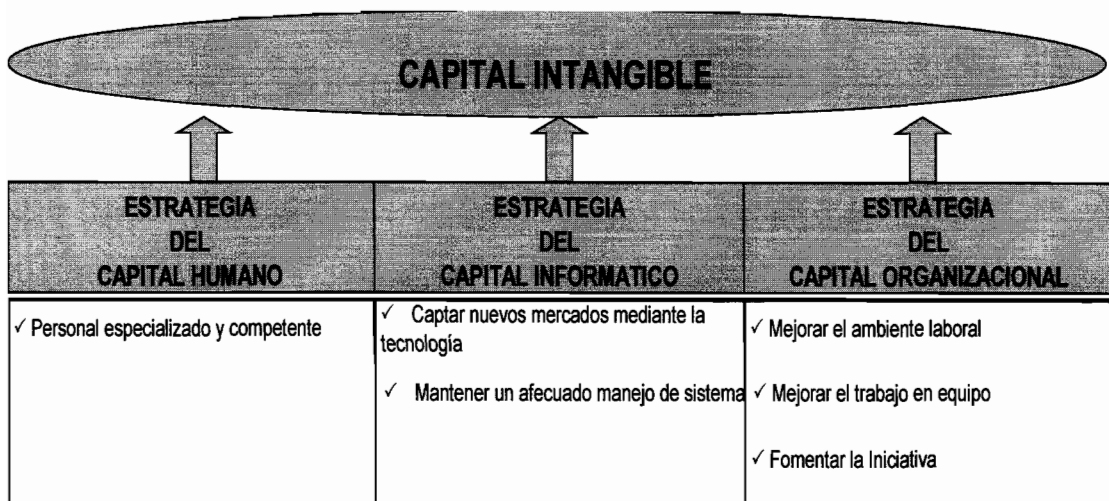 CAPITAL INTANGIBLE
ESTRATEGIA
DEL
CAPITAL HUMANO
ESTRATEGIA
DEL
CAPITAL INFORMATICO
ESTRATEGIA
DEL
CAPITAL ORGANIZACIONAL
✓ Personal especializado y competente
✓ Captar nuevos mercados mediante la
tecnología
✓ Mantener un afecuado manejo de sistema
✓ Mejorar el ambiente laboral
✓ Mejorar el trabajo en equipo
✓ Fomentar la Iniciativa